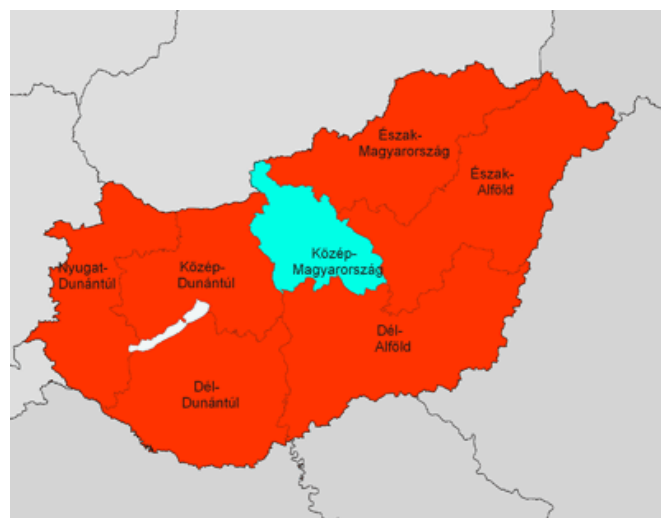 Észak-
Magyarország
Észak-
Alföld
Közép-
Magyarország
Nyugat-
Dunántúl
Közép-
Dunántúl
Dél-
Alföld
Dél-
Dunántúl